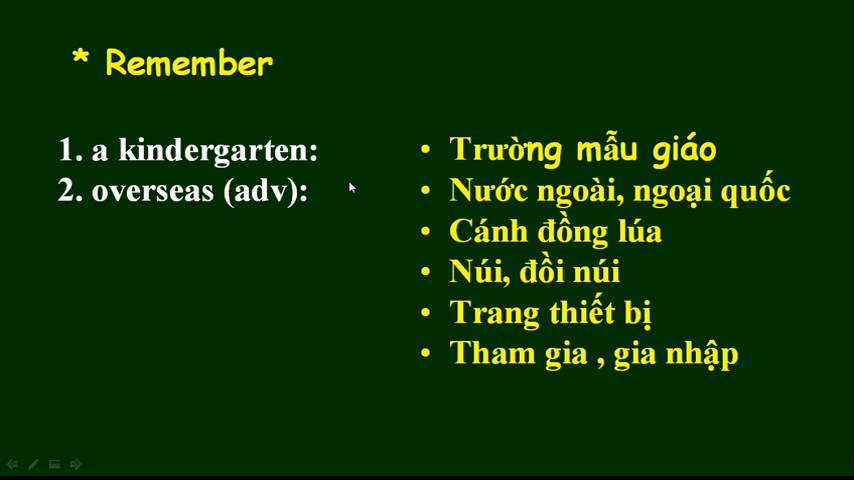 * Remember
1. a kindergarten:
2. overseas (adv):
• Trường mẫu giáo
• Nước ngoài, ngoại quốc
• Cánh đồng lúa
• Núi, đồi núi
• Trang thiết bị
• Tham gia , gia nhập